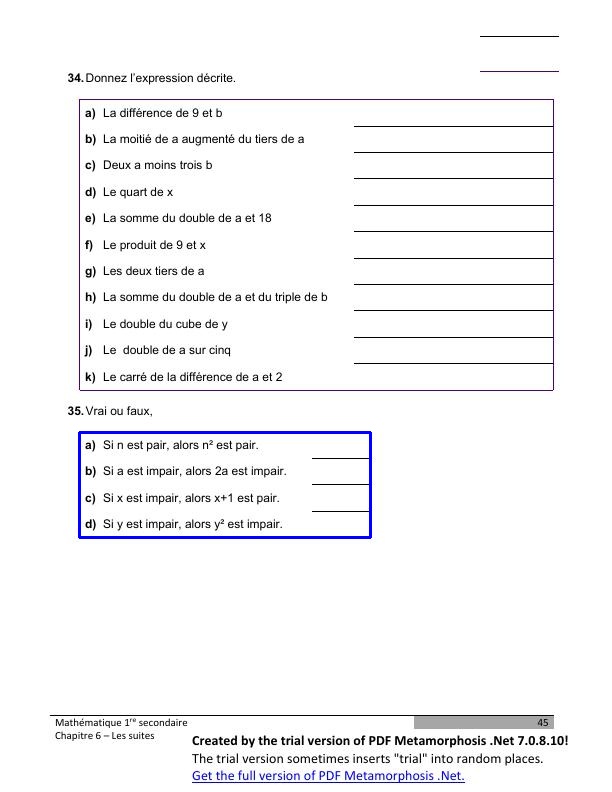 34. Donnez l'expression décrite.
a) La différence de 9 et b
b) La moitié de a augmenté du tiers de a
c) Deux a moins trois b
d) Le quart de x
e) La somme du double de a et 18
f) Le produit de 9 et x
g) Les deux tiers de a
h) La somme du double de a et du triple de b
i) Le double du cube de y
j) Le double de a sur cinq
k) Le carré de la différence de a et 2
35. Vrai ou faux,
a) Si n est pair, alors n² est pair.
b) Si a est impair, alors 2a est impair.
c) Si x est impair, alors x+1 est pair.
d) Si y est impair, alors y² est impair.
Mathématique 1re secondaire 45
Chapitre 6 – Les suites
Created by the trial version of PDF Metamorphosis .Net 7.0.8.10!
The trial version sometimes inserts "trial" into random places.
Get the full version of PDF Metamorphosis .Net.